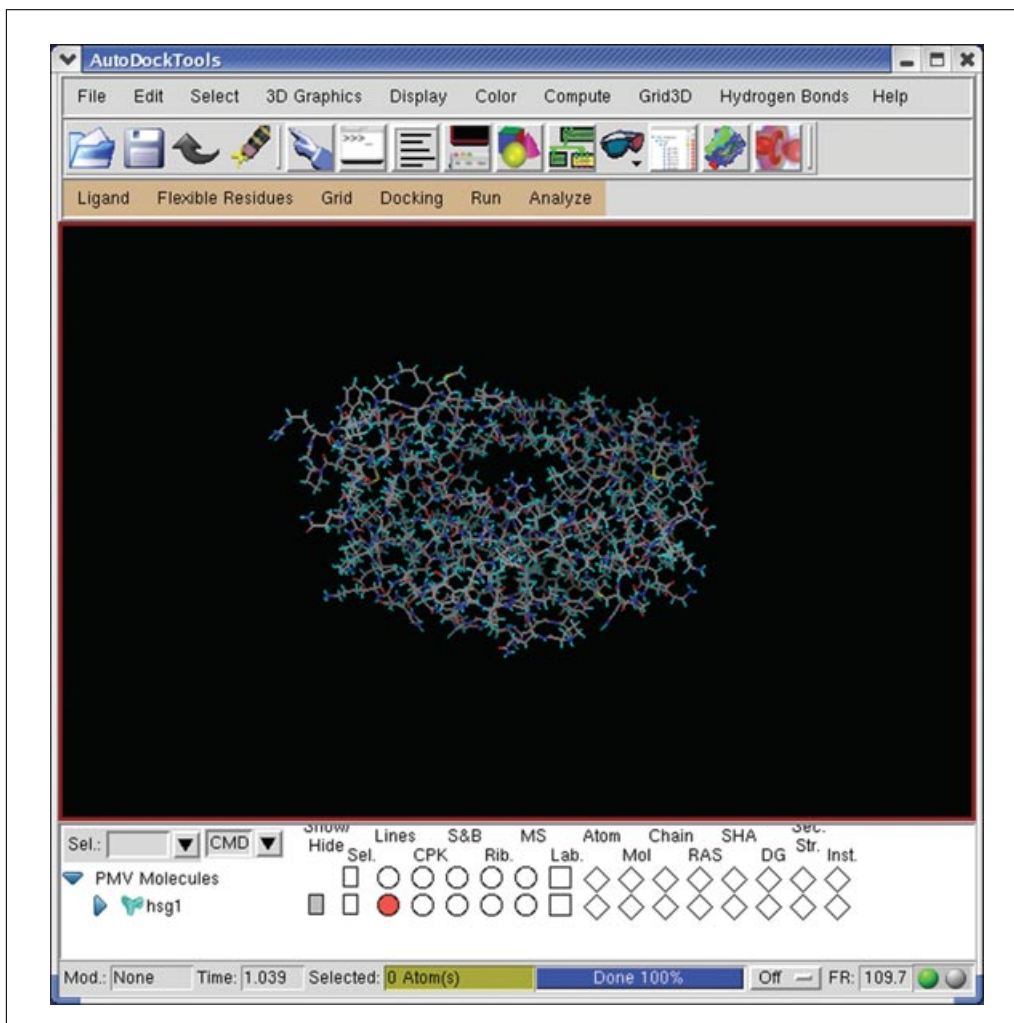 AutoDockTools
File Edit Select 3D Graphics Display Color Compute Grid3D Hydrogen Bonds Help
>>>_
Ligand Flexible Residues Grid Docking Run Analyze
Sel.: CMD Show/ Hide Sel. Lines CPK S&B Rib. MS Lab. Atom Mol Chain RAS SHA DG Sec. Str. Inst.
PMV Molecules
hsg1
Mod.: None Time: 1.039 Selected: 0 Atom(s) Done 100% Off FR: 109.7